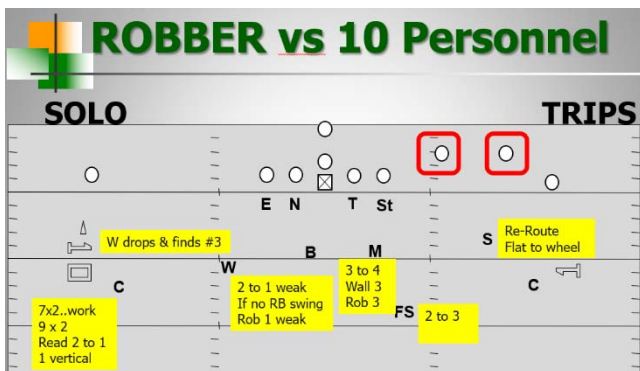 ROBBER vs 10 Personnel
SOLO
TRIPS
E N T St
W drops & finds #3
B M
S
Re-Route
Flat to wheel
W
C
C
2 to 1 weak
If no RB swing
Rob 1 weak
3 to 4
Wall 3
Rob 3
FS
2 to 3
7x2..work
9 x 2
Read 2 to 1
1 vertical